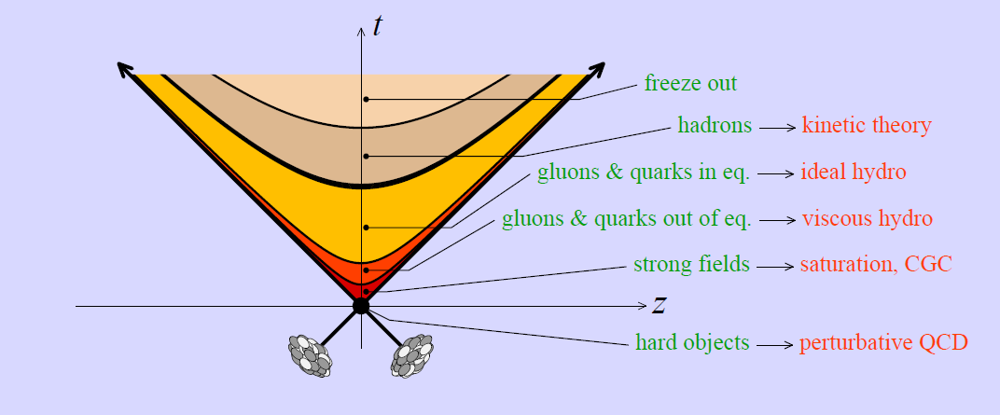 t
freeze out
hadrons → kinetic theory
gluons & quarks in eq. → ideal hydro
gluons & quarks out of eq. → viscous hydro
strong fields → saturation, CGC
z
hard objects → perturbative QCD